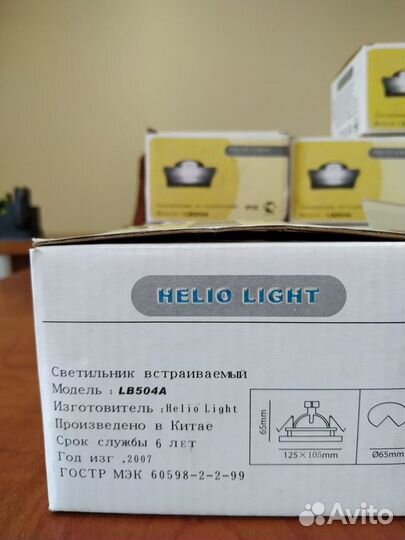 HELIO LIGHT
Светильник встраиваемый
Модель : LB504A
Изготовитель :Helio Light
Произведено в Китае
Срок службы 6 лет
Год изг .2007
ГОСТР МЭК 60598-2-2-99
65mm
125×105mm
Ø65mm
Avito